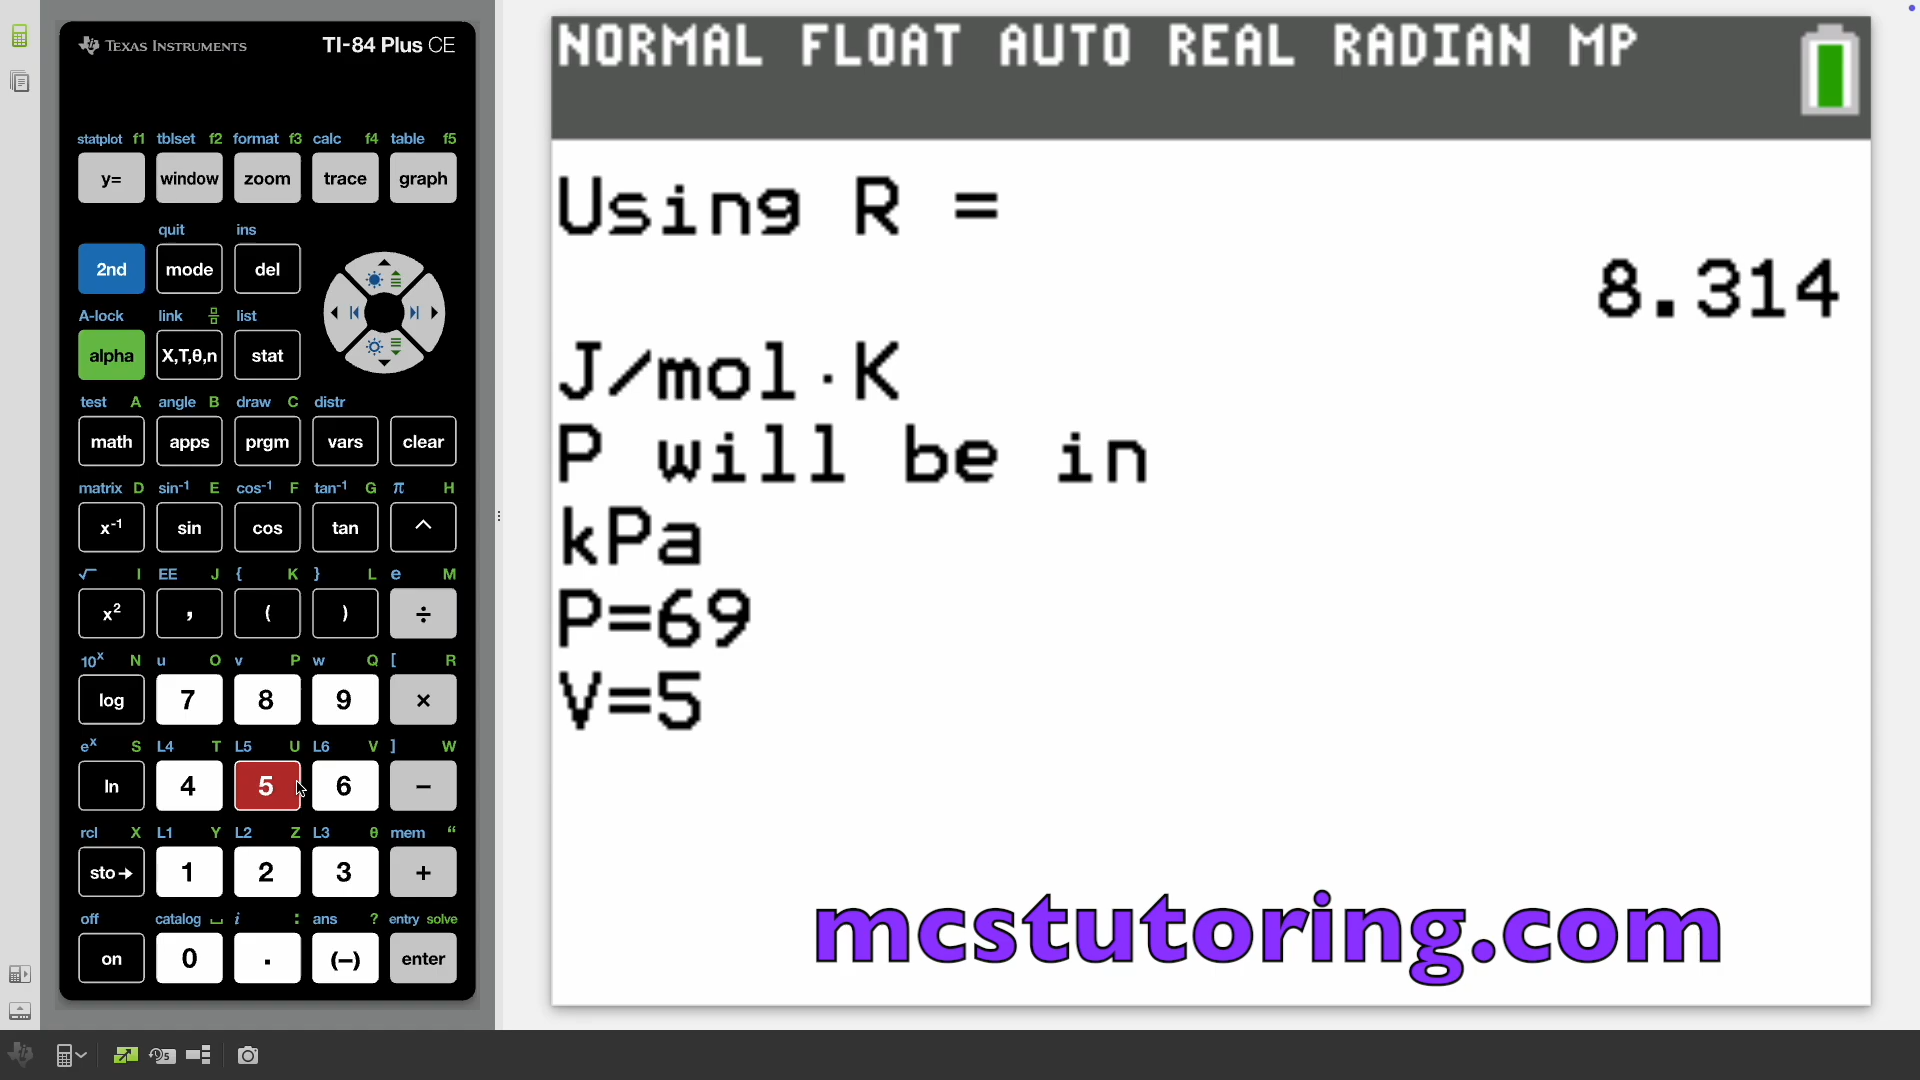 TEXAS INSTRUMENTS TI-84 Plus CE
statplot f1 tblset f2 format f3 calc f4 table f5
y= window zoom trace graph
quit ins
2nd mode del
A-lock link list
alpha X,T,θ,n stat
test A angle B draw C distr
math apps prgm vars clear
matrix D sin⁻¹ E cos⁻¹ F tan⁻¹ G π H
x⁻¹ sin cos tan ^
√ I EE J { K } L e M
x² , ( ) ÷
10ˣ N u O v P w Q [ R
log 7 8 9 ×
eˣ S L4 T L5 U L6 V ] W
ln 4 5 6 −
rcl X L1 Y L2 Z L3 θ mem “
sto→ 1 2 3 +
off catalog ⎵ i : ans ? entry solve
on 0 . (−) enter
NORMAL FLOAT AUTO REAL RADIAN MP
Using R =
8.314
J/mol·K
P will be in
kPa
P=69
V=5
mcstutoring.com